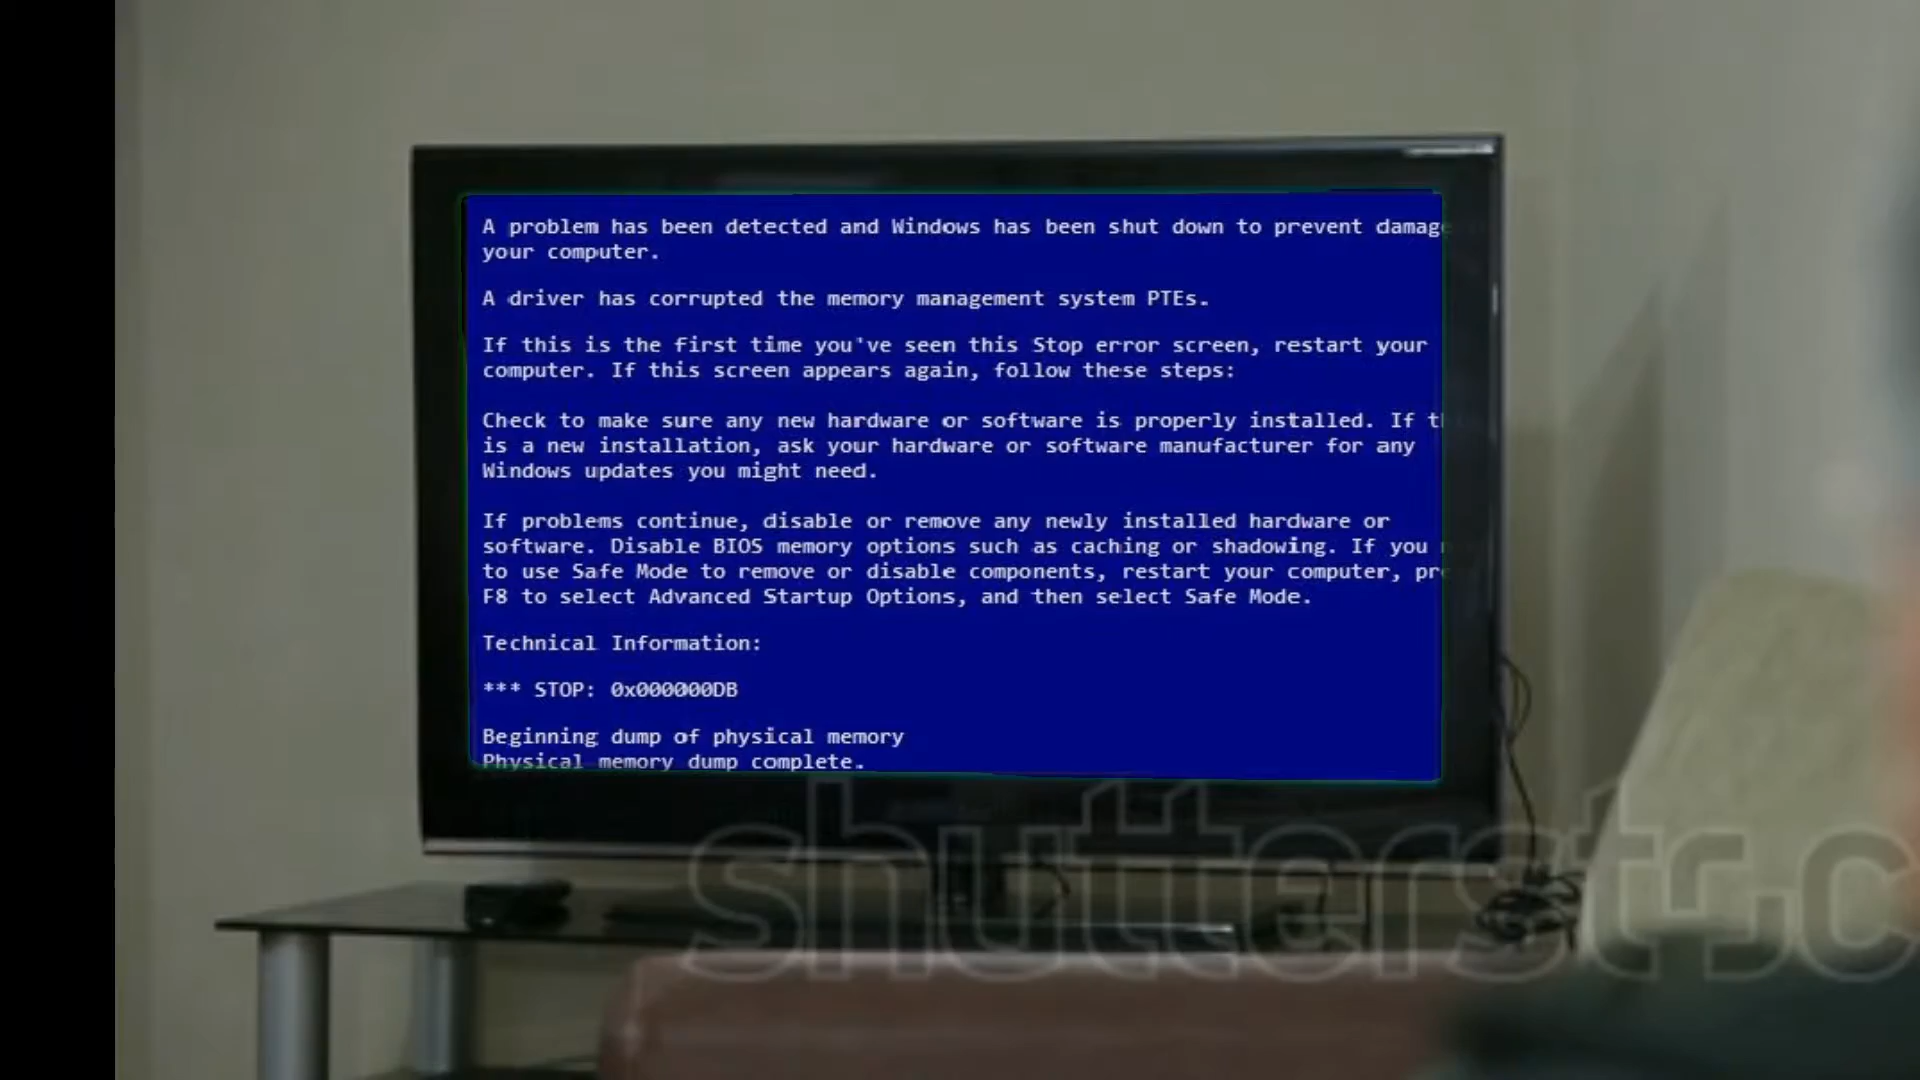 A problem has been detected and Windows has been shut down to prevent damage
your computer.
A driver has corrupted the memory management system PTEs.
If this is the first time you've seen this Stop error screen, restart your
computer. If this screen appears again, follow these steps:
Check to make sure any new hardware or software is properly installed. If
is a new installation, ask your hardware or software manufacturer for any
Windows updates you might need.
If problems continue, disable or remove any newly installed hardware or
software. Disable BIOS memory options such as caching or shadowing. If you
to use Safe Mode to remove or disable components, restart your computer,
F8 to select Advanced Startup Options, and then select Safe Mode.
Technical Information:
*** STOP: 0x000000DB
Beginning dump of physical memory
Physical memory dump complete.